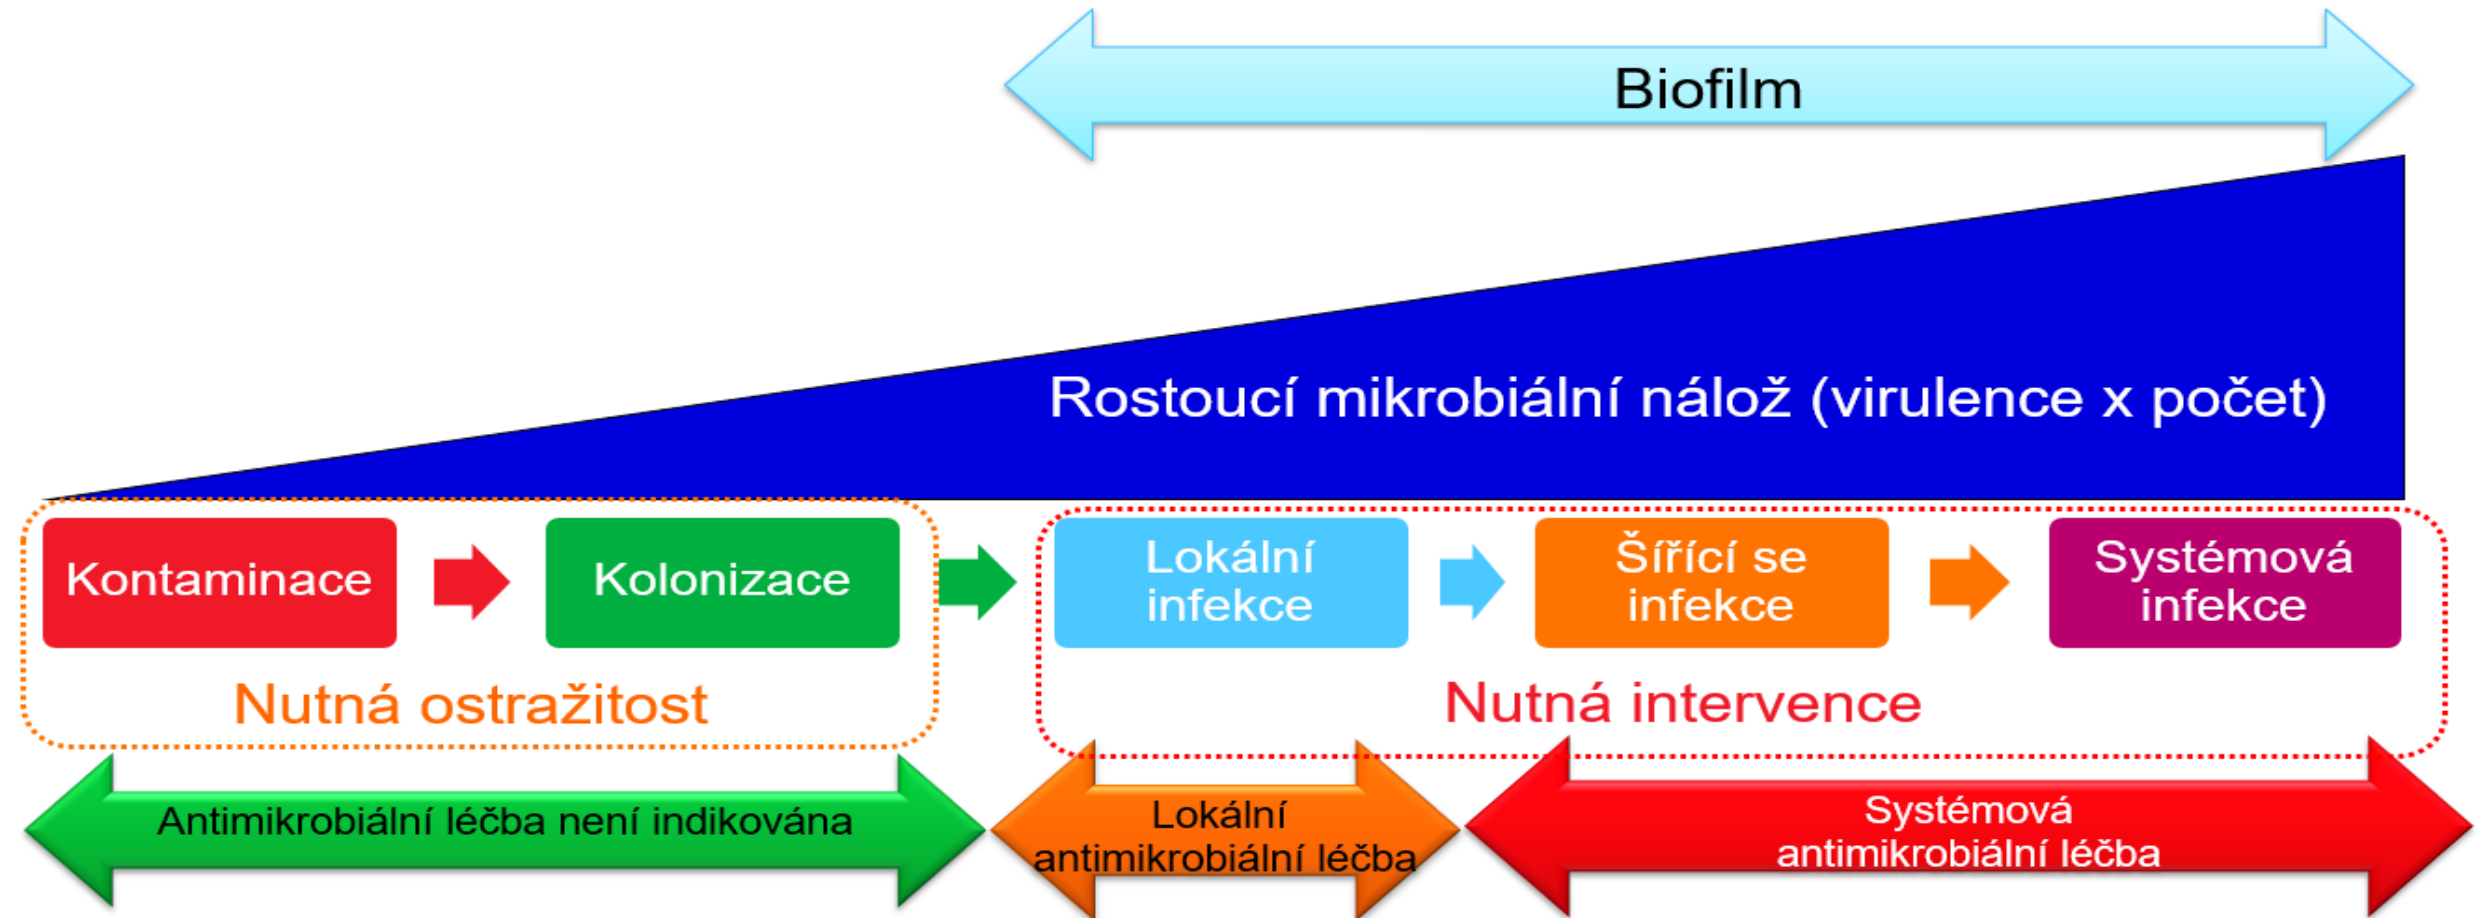 Biofilm
Rostoucí mikrobiální nálož (virulence x počet)
Kontaminace
Kolonizace
Lokální
infekce
Šířící se
infekce
Systémová
infekce
Nutná ostražitost
Nutná intervence
Antimikrobiální léčba není indikována
Lokální
antimikrobiální léčba
Systémová
antimikrobiální léčba